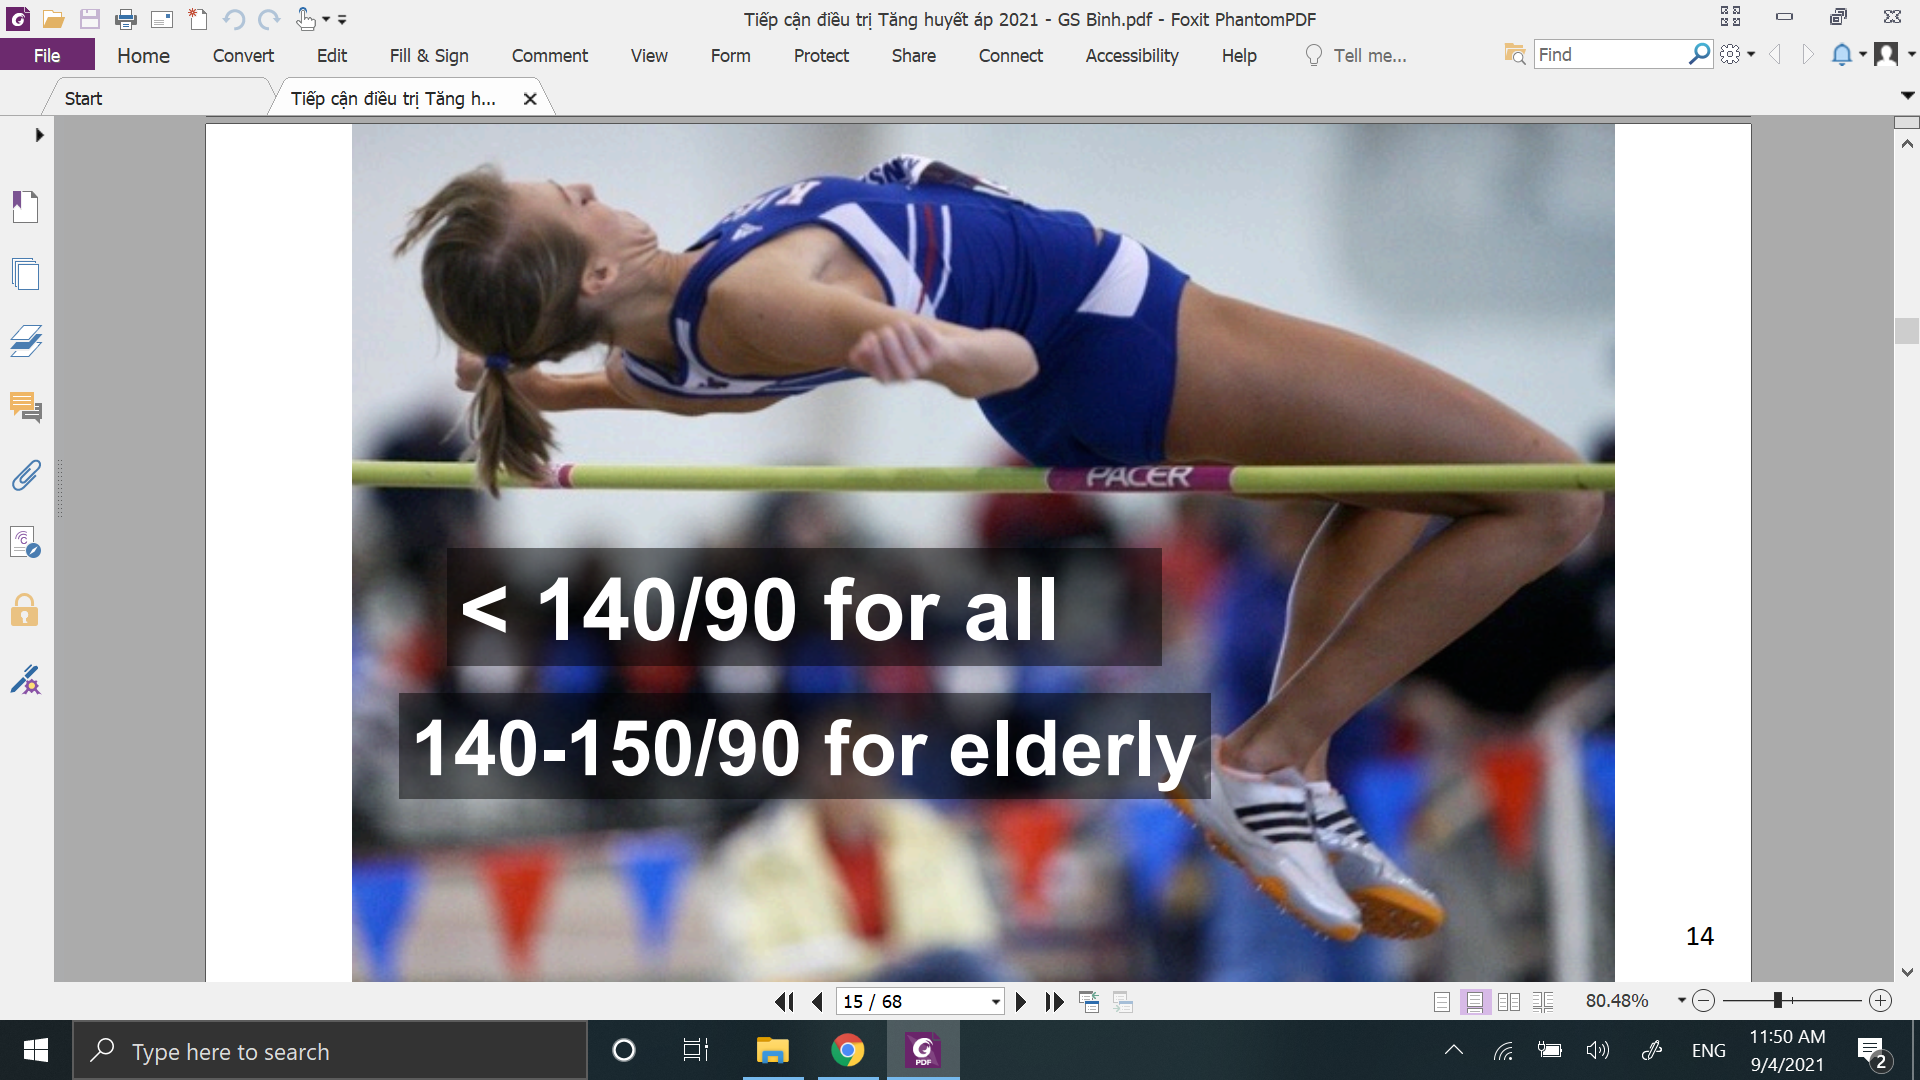 Tiếp cận điều trị Tăng huyết áp 2021 - GS Bình.pdf - Foxit PhantomPDF
File Home Convert Edit Fill & Sign Comment View Form Protect Share Connect Accessibility Help Tell me... Find
Start Tiếp cận điều trị Tăng h...
PACER
< 140/90 for all
140-150/90 for elderly
14
15 / 68 80.48%
Type here to search PDF ENG 11:50 AM
9/4/2021 2